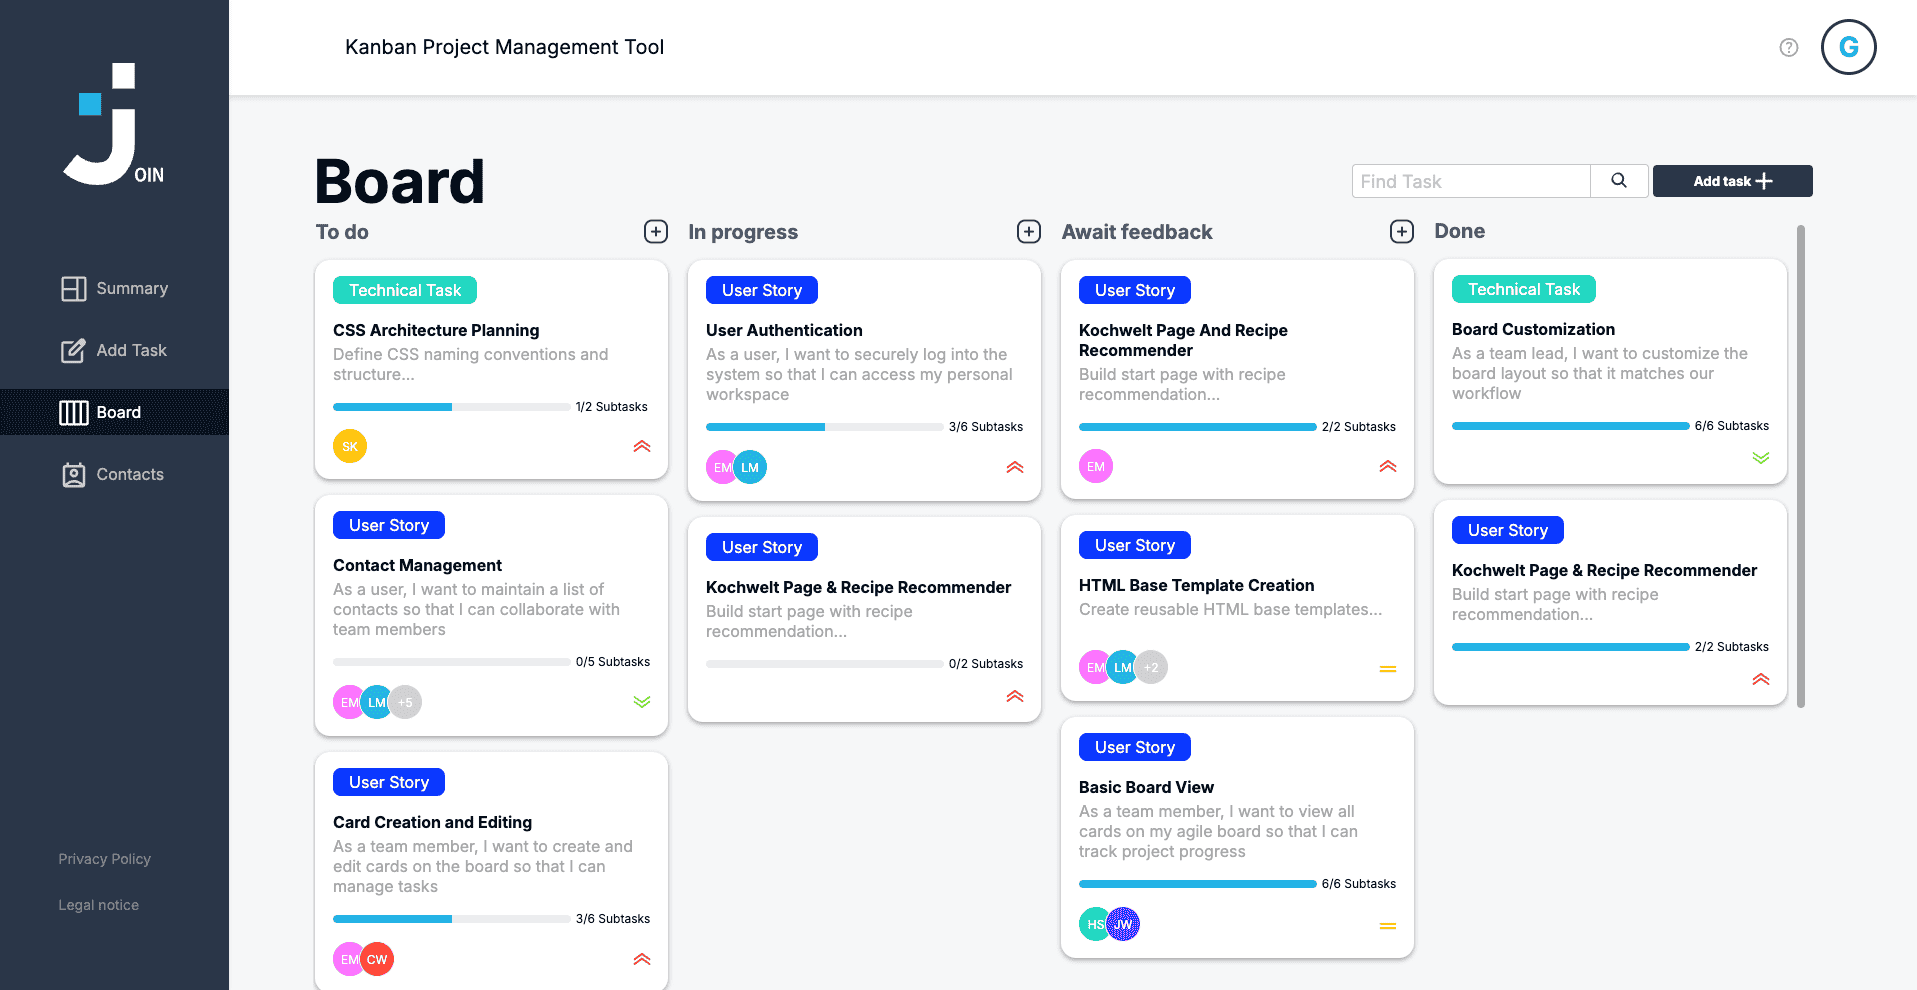 OIN
Summary
Add Task
Board
Contacts
Privacy Policy
Legal notice
Kanban Project Management Tool
?
G
Board
Find Task
Add task
To do
Technical Task
CSS Architecture Planning
Define CSS naming conventions and
structure...
1/2 Subtasks
SK
User Story
Contact Management
As a user, I want to maintain a list of
contacts so that I can collaborate with
team members
0/5 Subtasks
EM LM +5
User Story
Card Creation and Editing
As a team member, I want to create and
edit cards on the board so that I can
manage tasks
3/6 Subtasks
EM CW
In progress
User Story
User Authentication
As a user, I want to securely log into the
system so that I can access my personal
workspace
3/6 Subtasks
EM LM
User Story
Kochwelt Page & Recipe Recommender
Build start page with recipe
recommendation...
0/2 Subtasks
Await feedback
User Story
Kochwelt Page And Recipe
Recommender
Build start page with recipe
recommendation...
2/2 Subtasks
EM
User Story
HTML Base Template Creation
Create reusable HTML base templates...
EM LM +2
User Story
Basic Board View
As a team member, I want to view all
cards on my agile board so that I can
track project progress
6/6 Subtasks
HS JW
Done
Technical Task
Board Customization
As a team lead, I want to customize the
board layout so that it matches our
workflow
6/6 Subtasks
User Story
Kochwelt Page & Recipe Recommender
Build start page with recipe
recommendation...
2/2 Subtasks